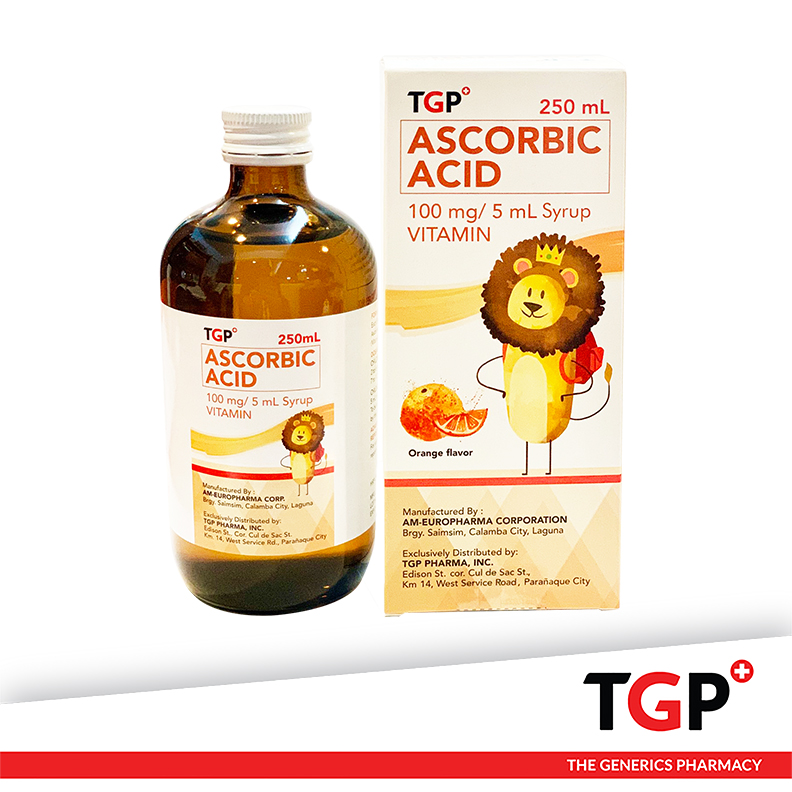 TGP
250mL
ASCORBIC
ACID
100 mg/ 5 mL Syrup
VITAMIN
Manufactured By :
AM-EUROPHARMA CORP.
Brgy. Saimsim, Calamba City, Laguna
Exclusively Distributed by:
TGP PHARMA, INC.
Edison St., Cor. Cul de Sac St.
Km. 14, West Service Rd., Parañaque City
TGP
250 mL
ASCORBIC
ACID
100 mg/ 5 mL Syrup
VITAMIN
Orange flavor
Manufactured By :
AM-EUROPHARMA CORPORATION
Brgy. Saimsim, Calamba City, Laguna
Exclusively Distributed by:
TGP PHARMA, INC.
Edison St. cor. Cul de Sac St.,
Km 14, West Service Road, Parañaque City
TGP
THE GENERICS PHARMACY